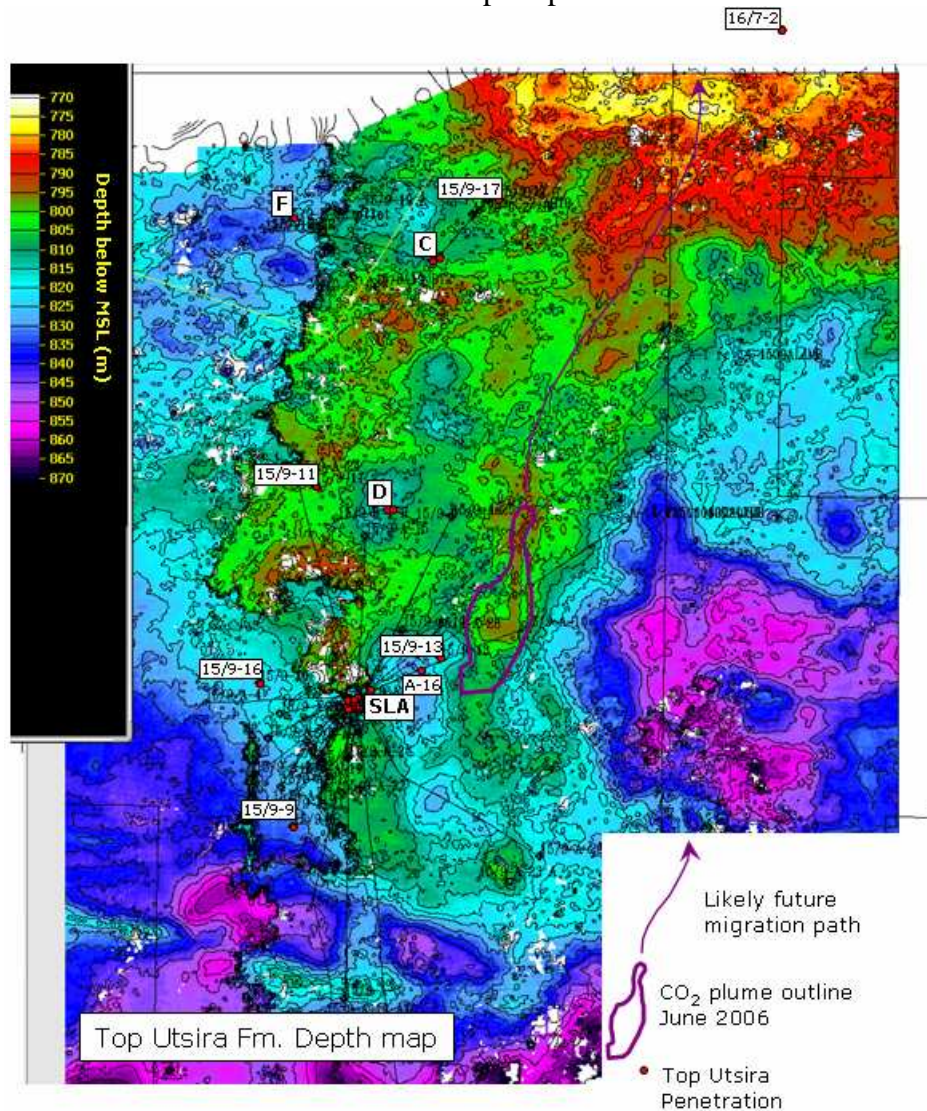 16/7-2
770
775
780
785
790
795
800
805
810
815
820
825
830
835
840
845
850
855
860
865
870
Depth below MSL (m)
15/9-17
F
C
15/9-11
D
15/9-13
15/9-16
A-16
SLA
15/9-9
Likely future
migration path
CO₂ plume outline
June 2006
Top Utsira Fm. Depth map
Top Utsira
Penetration